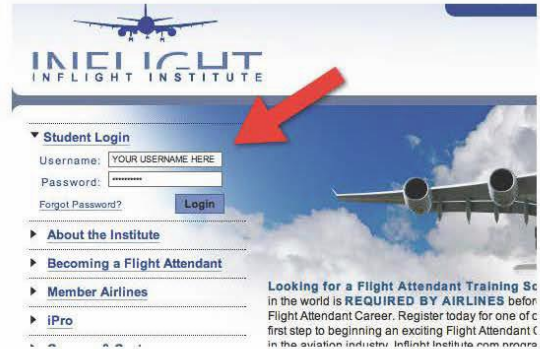 INFLIGHT
INFLIGHT INSTITUTE
Student Login
Username: YOUR USERNAME HERE
Password: ••••••••••
Forgot Password? Login
About the Institute
Becoming a Flight Attendant
Member Airlines
iPro
Looking for a Flight Attendant Training Sc
in the world is REQUIRED BY AIRLINES befor
Flight Attendant Career. Register today for one of c
first step to beginning an exciting Flight Attendant C
in the aviation industry. Inflight Institute.com progra